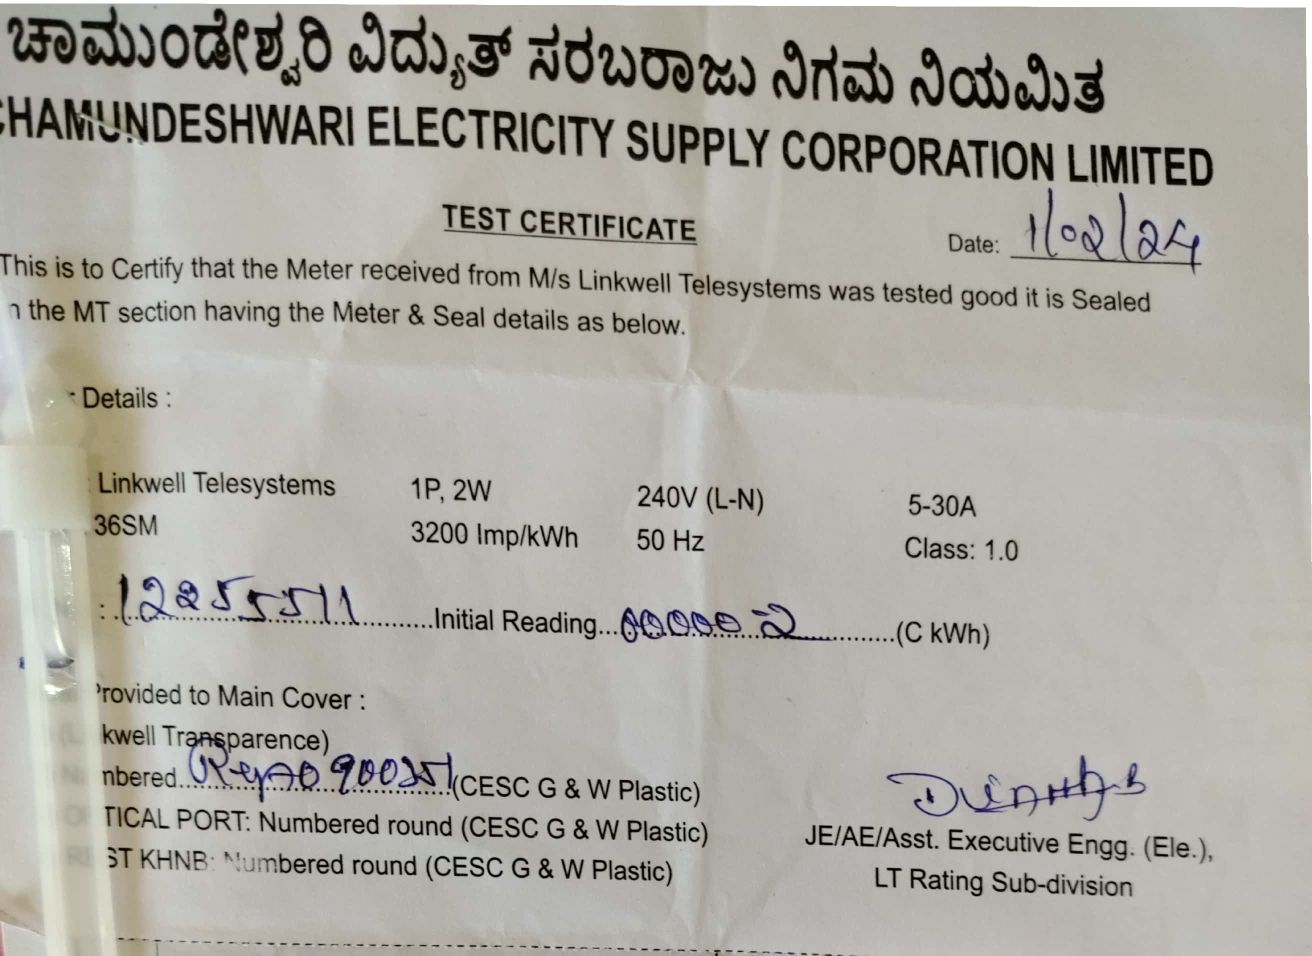 ಚಾಮುಂಡೇಶ್ವರಿ ವಿದ್ಯುತ್ ಸರಬರಾಜು ನಿಗಮ ನಿಯಮಿತ
CHAMUNDESHWARI ELECTRICITY SUPPLY CORPORATION LIMITED
TEST CERTIFICATE
Date: 1/02/24
This is to Certify that the Meter received from M/s Linkwell Telesystems was tested good it is Sealed
n the MT section having the Meter & Seal details as below.
Details :
Linkwell Telesystems 1P, 2W 240V (L-N) 5-30A
36SM 3200 Imp/kWh 50 Hz Class: 1.0
: 12255511 Initial Reading (C kWh)
Provided to Main Cover :
kwell Transparence)
mbered (CESC G & W Plastic)
TICAL PORT: Numbered round (CESC G & W Plastic)
ST KHNB: Numbered round (CESC G & W Plastic)
JE/AE/Asst. Executive Engg. (Ele.),
LT Rating Sub-division